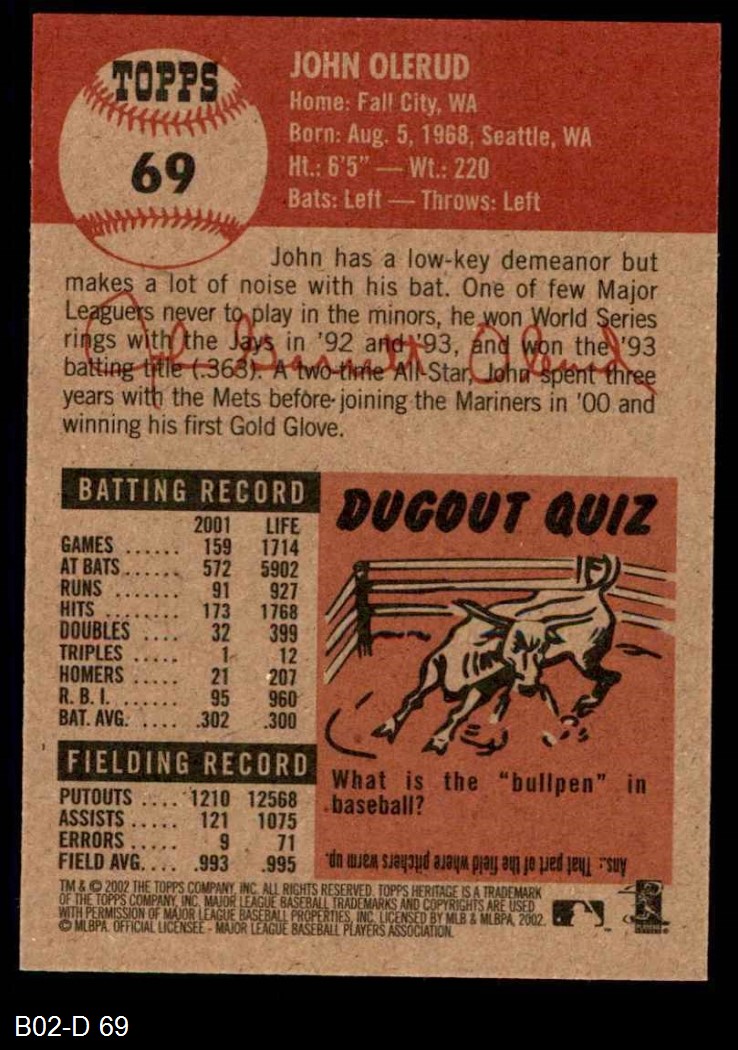 TOPPS
69
JOHN OLERUD
Home: Fall City, WA
Born: Aug. 5, 1968, Seattle, WA
Ht.: 6'5" — Wt.: 220
Bats: Left — Throws: Left
John has a low-key demeanor but
makes a lot of noise with his bat. One of few Major
Leaguers never to play in the minors, he won World Series
rings with the Jays in '92 and '93, and won the '93
batting title (.363). A two-time All-Star, John spent three
years with the Mets before joining the Mariners in '00 and
winning his first Gold Glove.
John Garrett Olerud
BATTING RECORD
2001 LIFE
GAMES ...... 159 1714
AT BATS...... 572 5902
RUNS ....... 91 927
HITS ........ 173 1768
DOUBLES .... 32 399
TRIPLES ..... 1 12
HOMERS ..... 21 207
R. B. I. ....... 95 960
BAT. AVG. .... .302 .300
FIELDING RECORD
PUTOUTS .... 1210 12568
ASSISTS ..... 121 1075
ERRORS ..... 9 71
FIELD AVG. ... .993 .995
DUGOUT QUIZ
What is the "bullpen" in
baseball?
Ans.: That part of the field where pitchers warm up.
TM & © 2002 THE TOPPS COMPANY, INC. ALL RIGHTS RESERVED. TOPPS HERITAGE IS A TRADEMARK
OF THE TOPPS COMPANY, INC. MAJOR LEAGUE BASEBALL TRADEMARKS AND COPYRIGHTS ARE USED
WITH PERMISSION OF MAJOR LEAGUE BASEBALL PROPERTIES, INC. LICENSED BY MLB & MLBPA, 2002.
© MLBPA. OFFICIAL LICENSEE - MAJOR LEAGUE BASEBALL PLAYERS ASSOCIATION.
B02-D 69